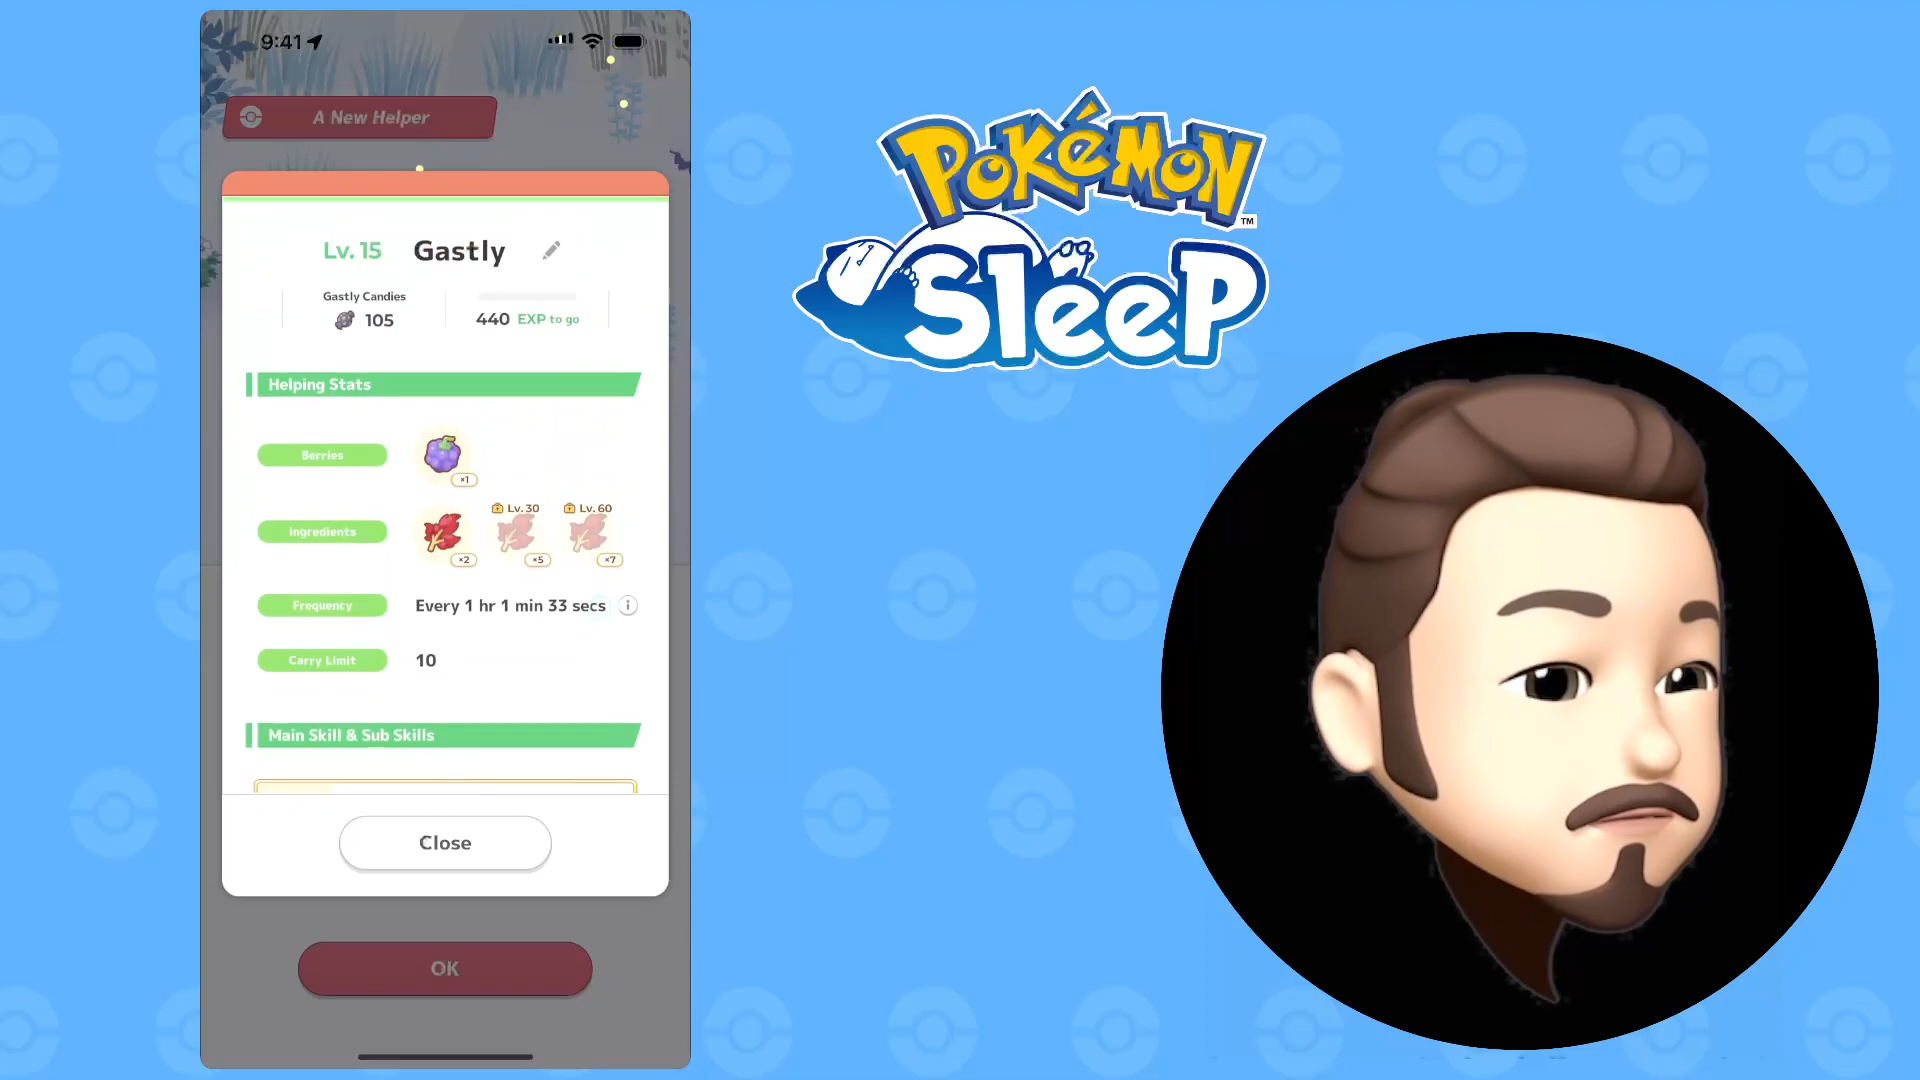 9:41
A New Helper
Lv. 15 Gastly
Gastly Candies
105
440 EXP to go
Helping Stats
Berries
×1
Ingredients
Lv. 30
Lv. 60
×2
×5
×7
Frequency
Every 1 hr 1 min 33 secs
Carry Limit
10
Main Skill & Sub Skills
Close
OK
POKÉMON
TM
Sleep